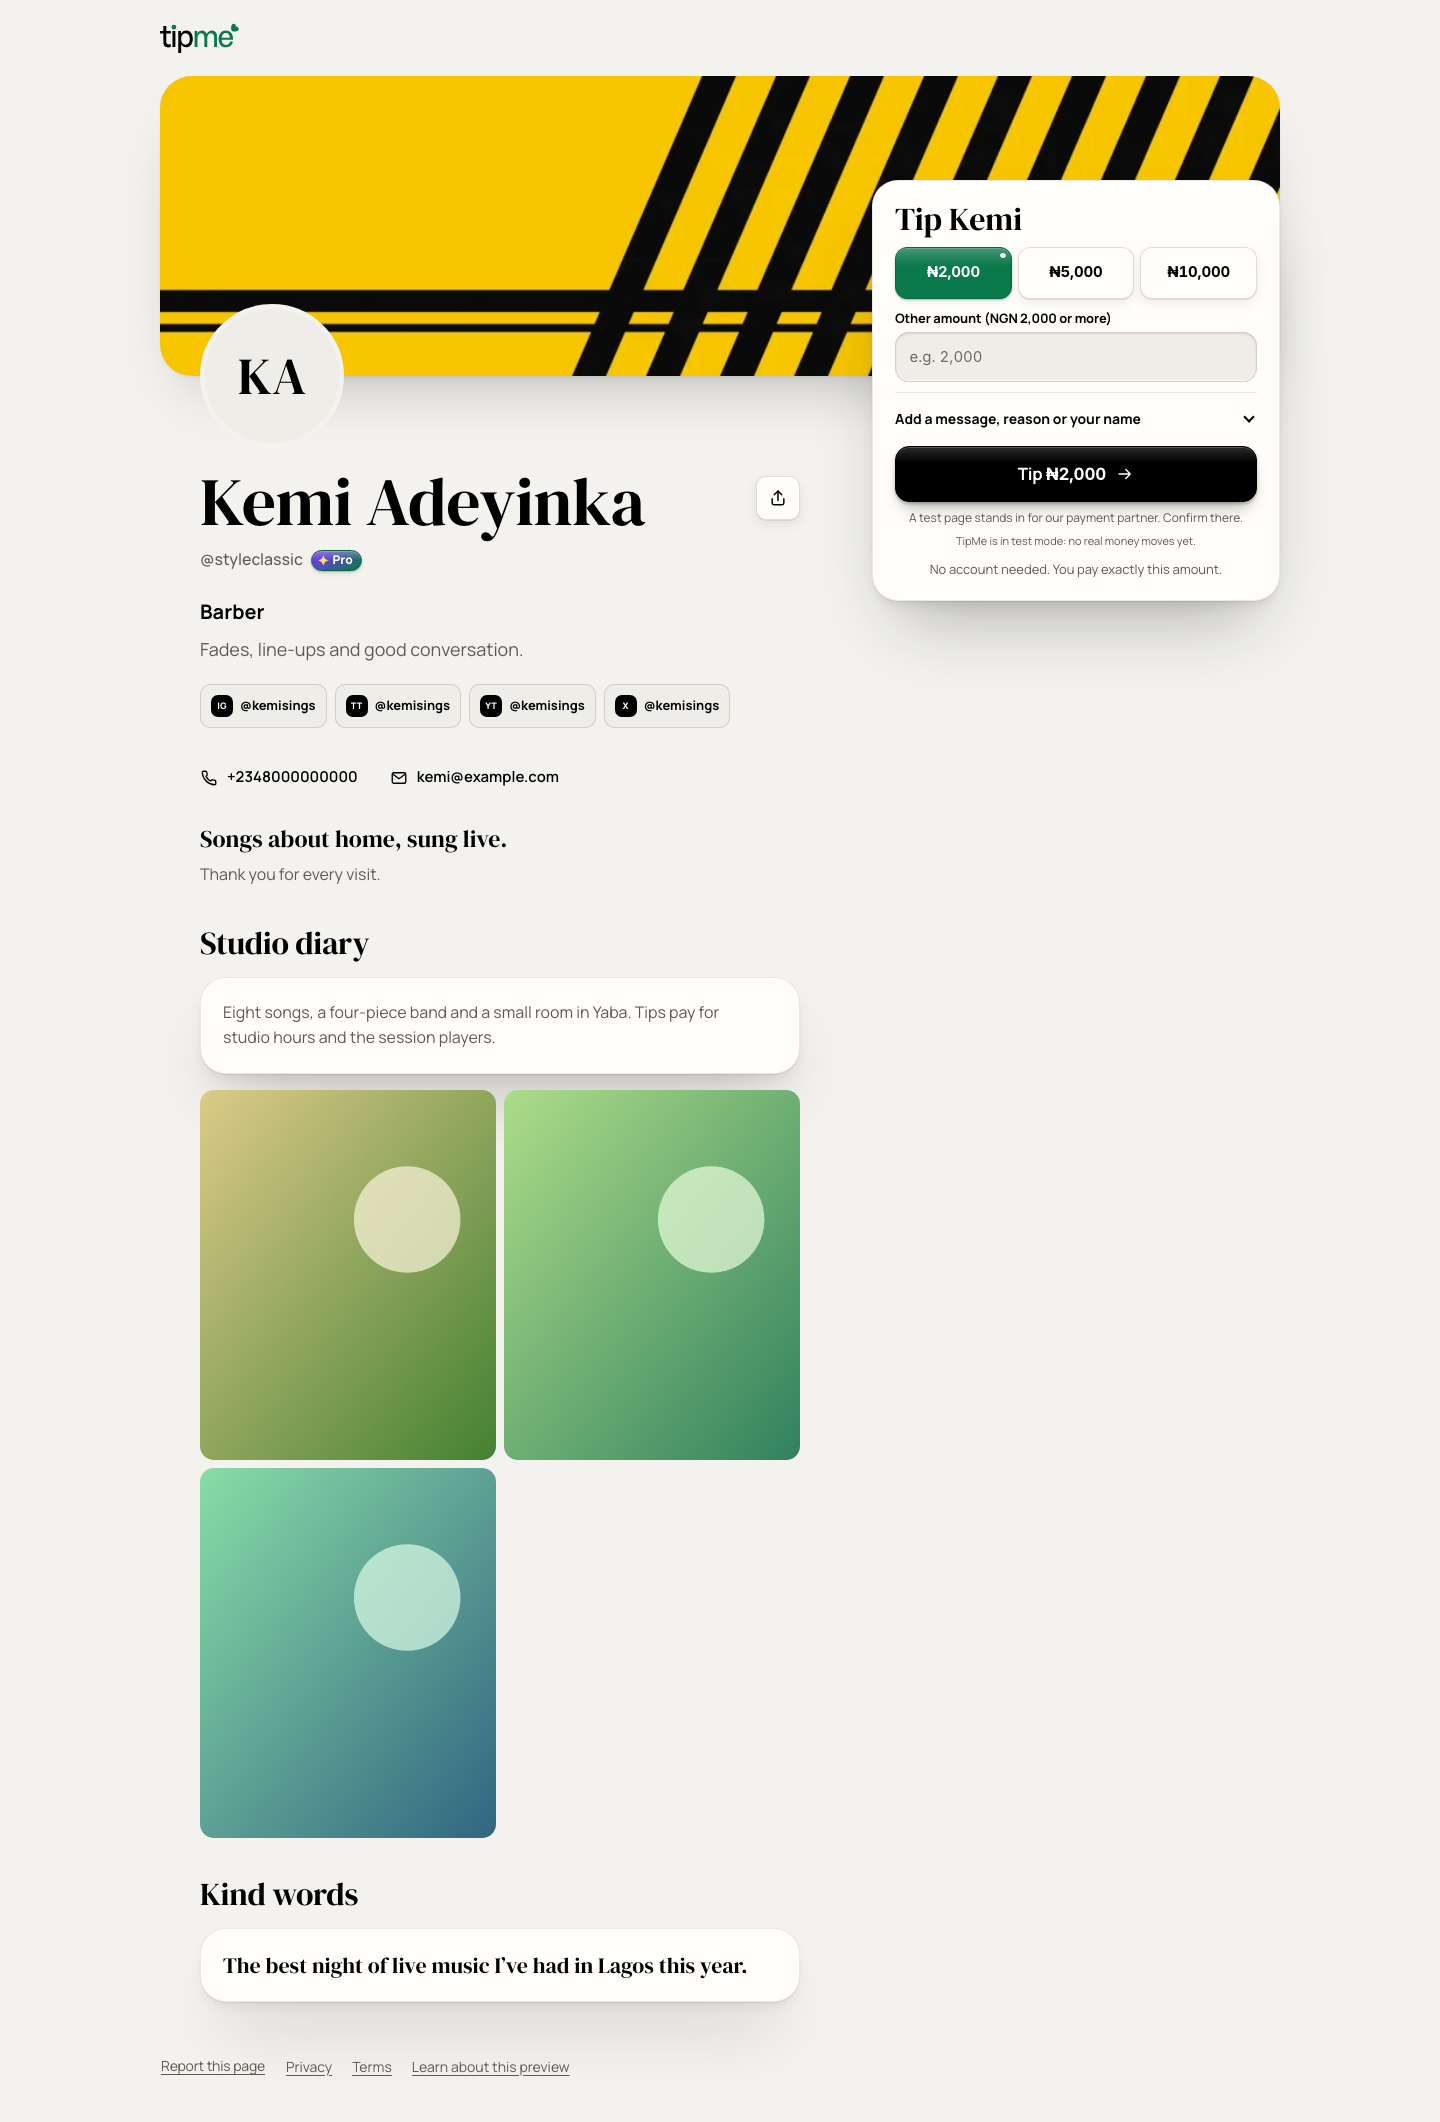 tipme
Tip Kemi
₦2,000
₦5,000
₦10,000
Other amount (NGN 2,000 or more)
e.g. 2,000
Add a message, reason or your name
Tip ₦2,000 →
A test page stands in for our payment partner. Confirm there.
TipMe is in test mode: no real money moves yet.
No account needed. You pay exactly this amount.
KA
Kemi Adeyinka
@styleclassic
Pro
Barber
Fades, line-ups and good conversation.
IG @kemisings
TT @kemisings
YT @kemisings
X @kemisings
+2348000000000
kemi@example.com
Songs about home, sung live.
Thank you for every visit.
Studio diary
Eight songs, a four-piece band and a small room in Yaba. Tips pay for
studio hours and the session players.
Kind words
The best night of live music I’ve had in Lagos this year.
Report this page
Privacy
Terms
Learn about this preview